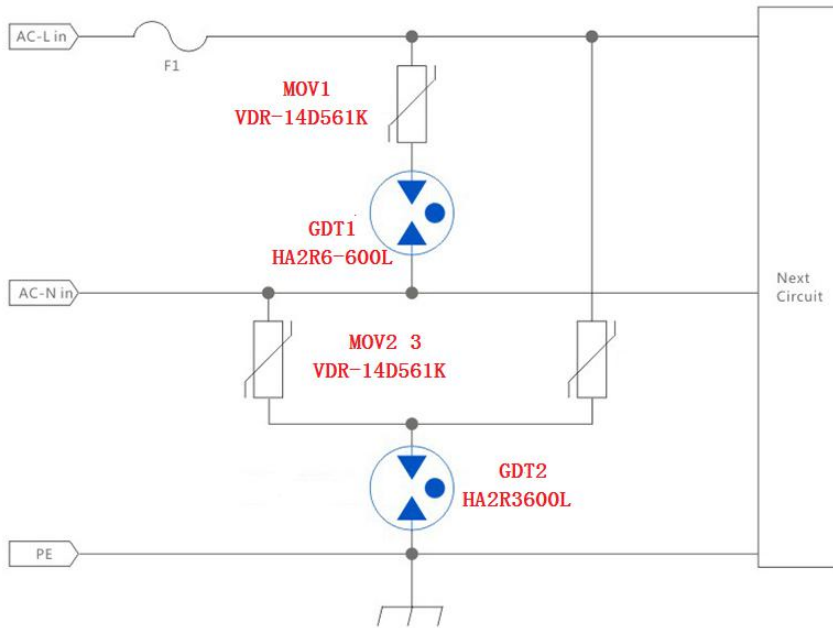 AC-L in
F1
MOV1
VDR-14D561K
GDT1
HA2R6-600L
AC-N in
Next
Circuit
MOV2 3
VDR-14D561K
GDT2
HA2R3600L
PE